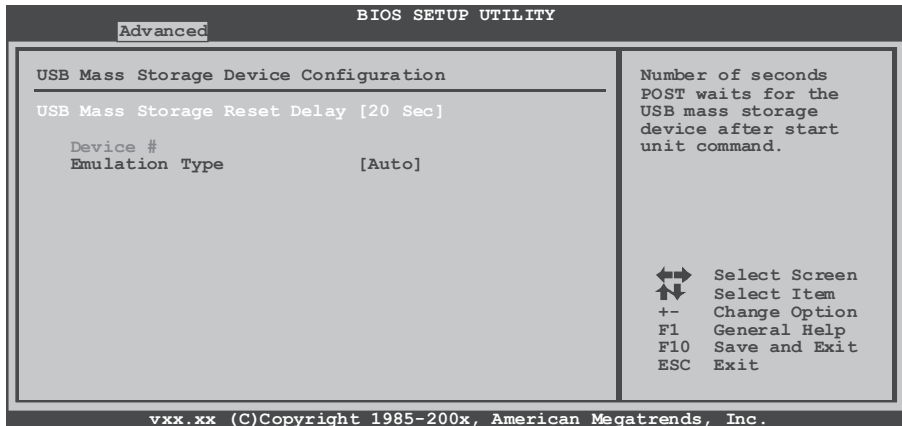 BIOS SETUP UTILITY
Advanced
USB Mass Storage Device Configuration
USB Mass Storage Reset Delay [20 Sec]
Device #
Emulation Type [Auto]
Number of seconds
POST waits for the
USB mass storage
device after start
unit command.
Select Screen
Select Item
+- Change Option
F1 General Help
F10 Save and Exit
ESC Exit
vxx.xx (C)Copyright 1985-200x, American Megatrends, Inc.